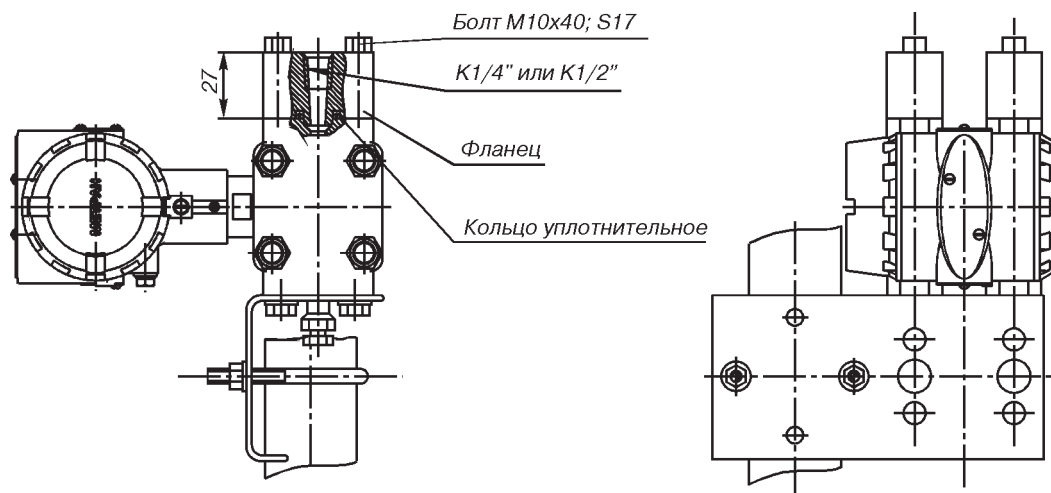 Болт М10х40; S17
К1/4" или К1/2"
27
Фланец
Кольцо уплотнительное